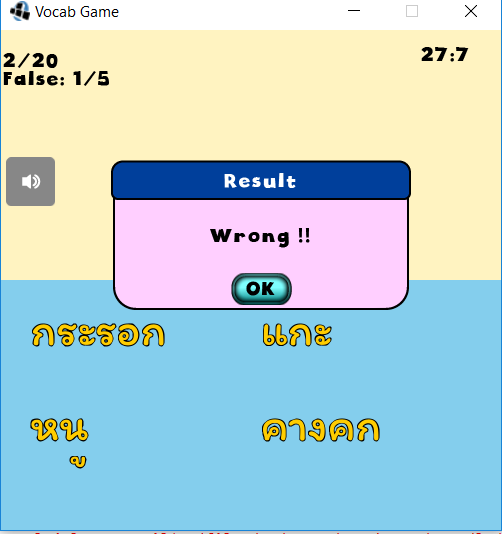 Vocab Game
2/20
27:7
False: 1/5
Result
Wrong !!
OK
กระรอก
แกะ
หนู
คางคก